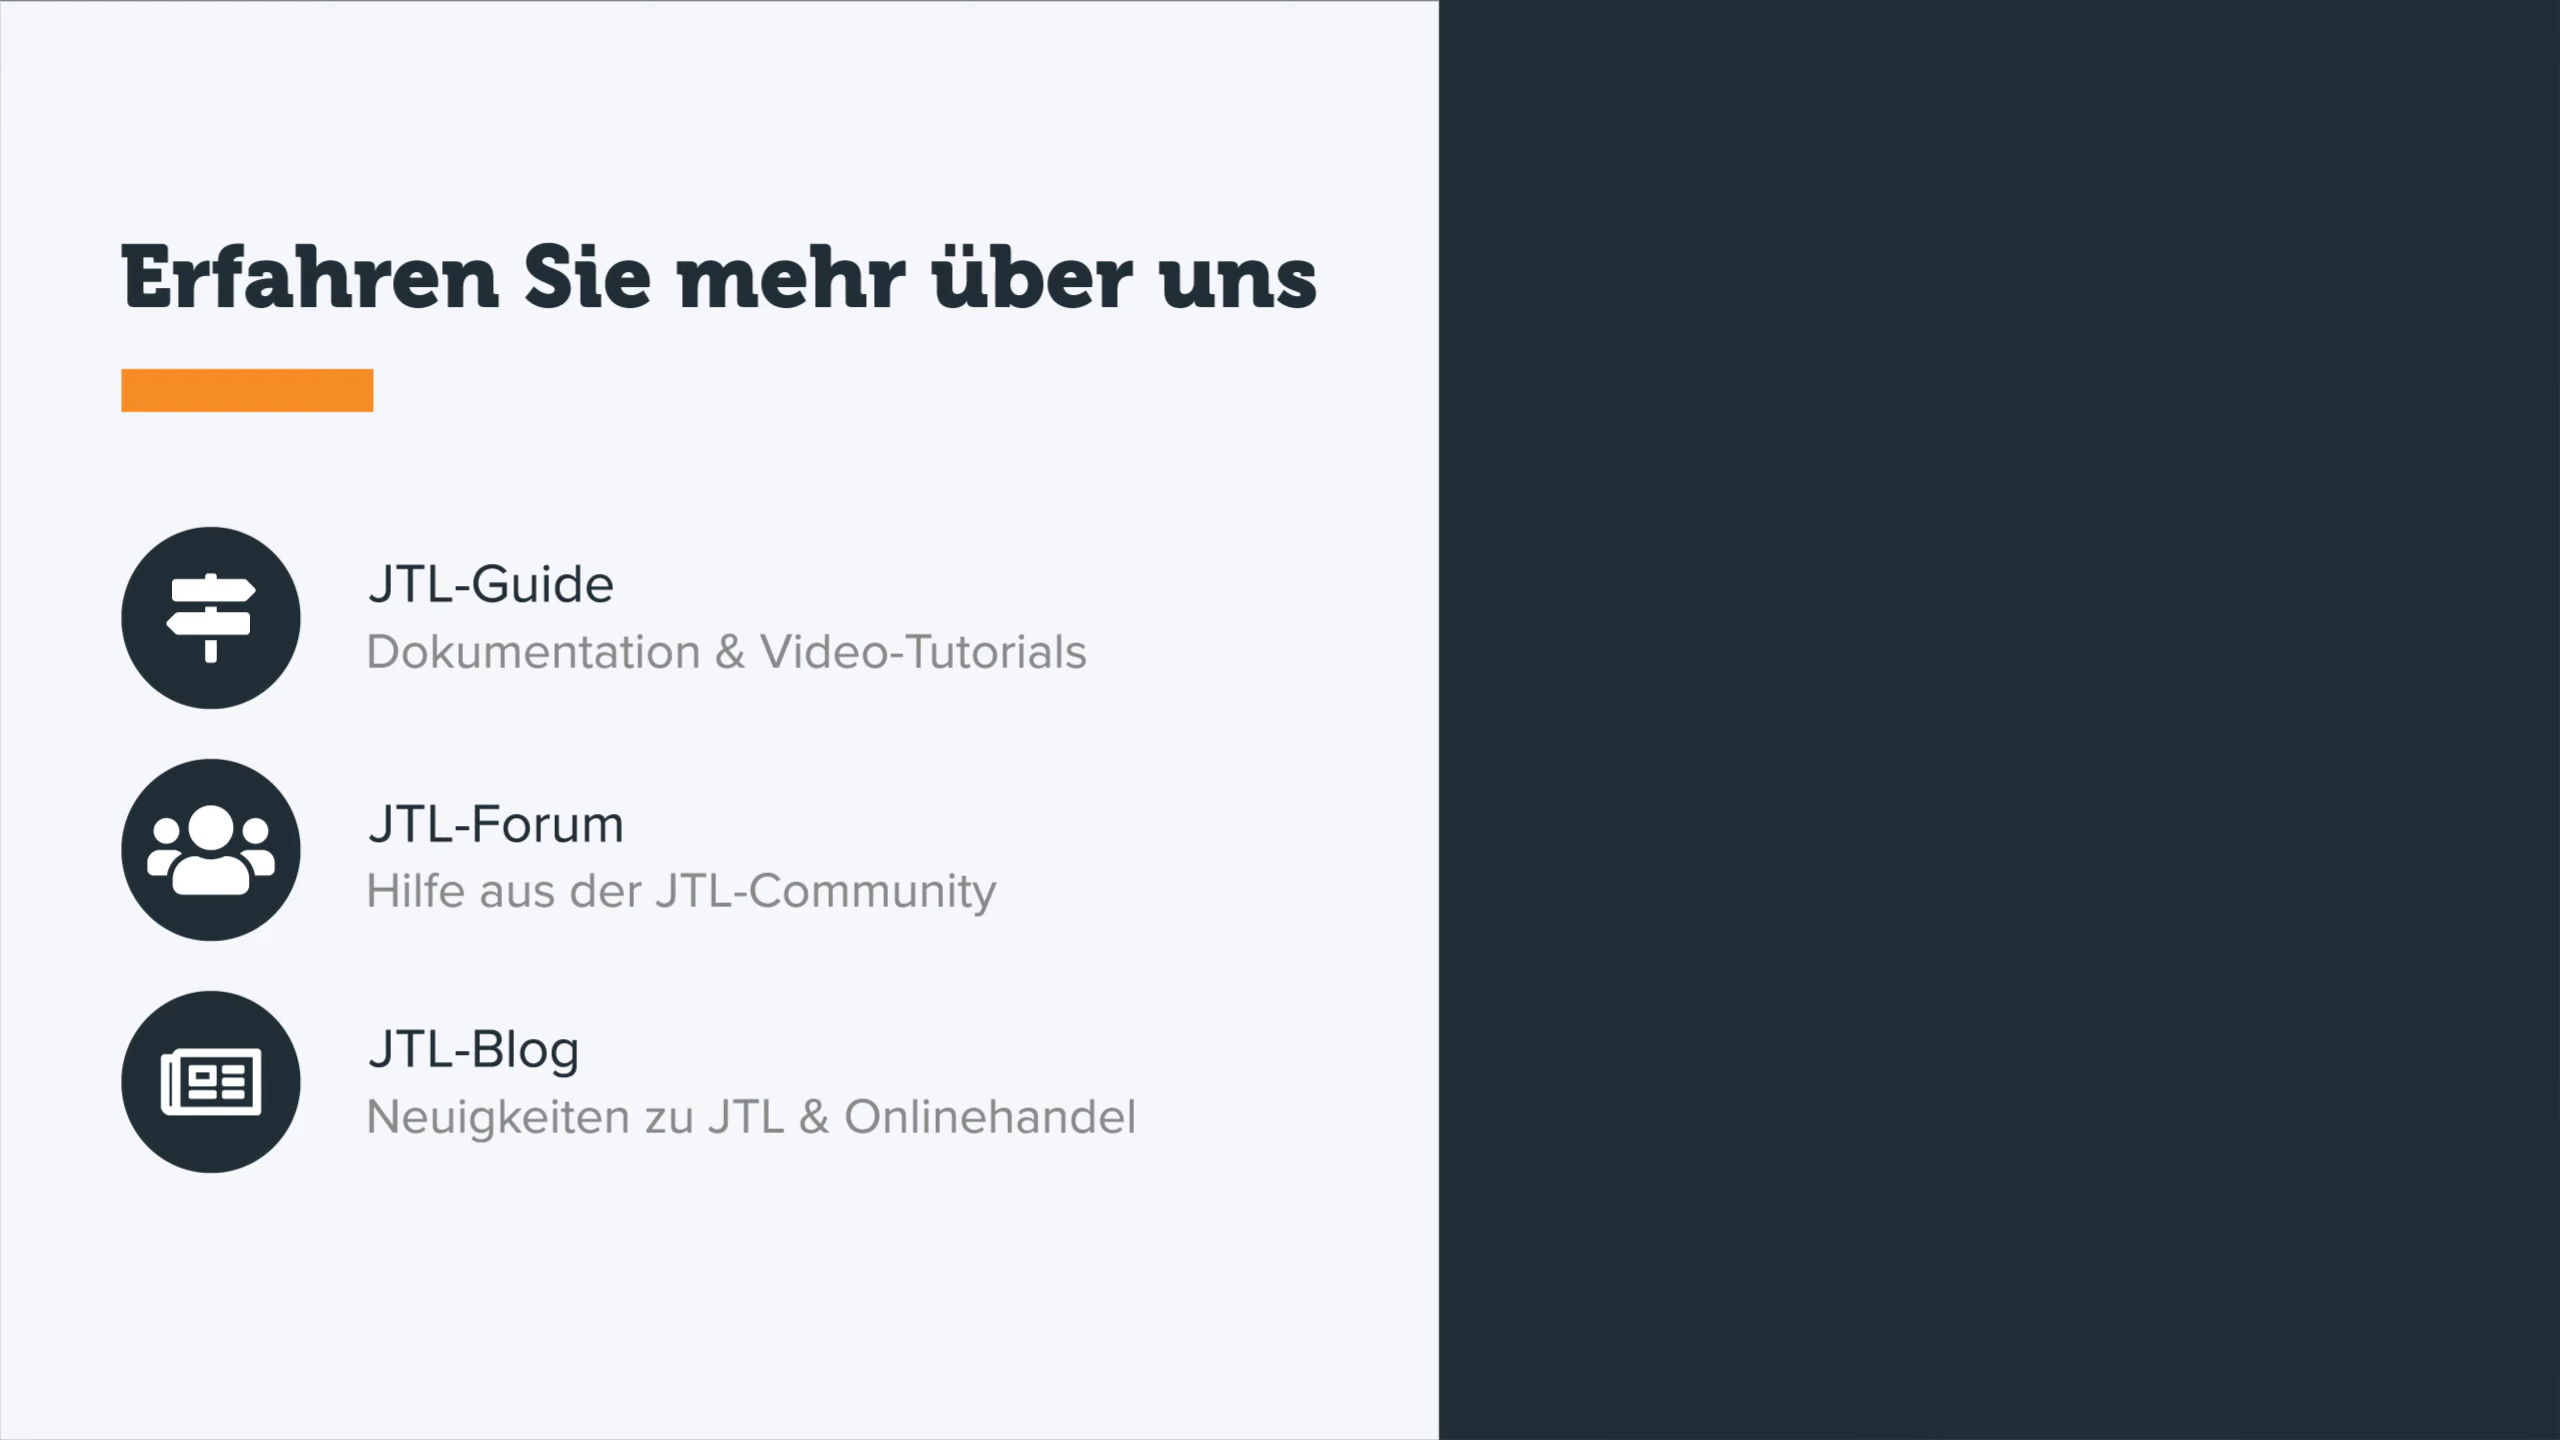 Erfahren Sie mehr über uns
JTL-Guide
Dokumentation & Video-Tutorials
JTL-Forum
Hilfe aus der JTL-Community
JTL-Blog
Neuigkeiten zu JTL & Onlinehandel